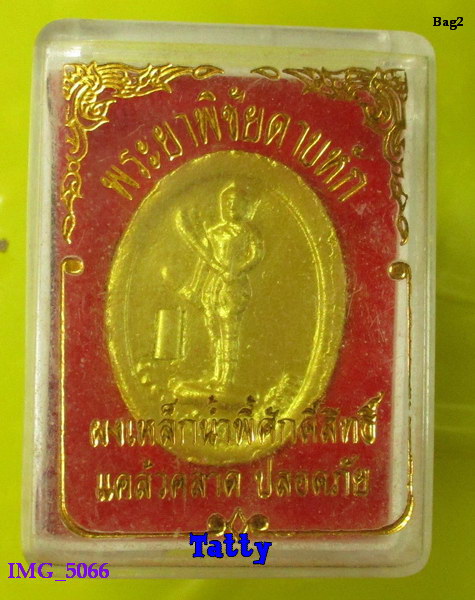 Bag2
พระยาพิชัยดาบหัก
ผงเหล็กน้ำพี้ศักดิ์สิทธิ์
แคล้วคลาด ปลอดภัย
Tatty
IMG_5066